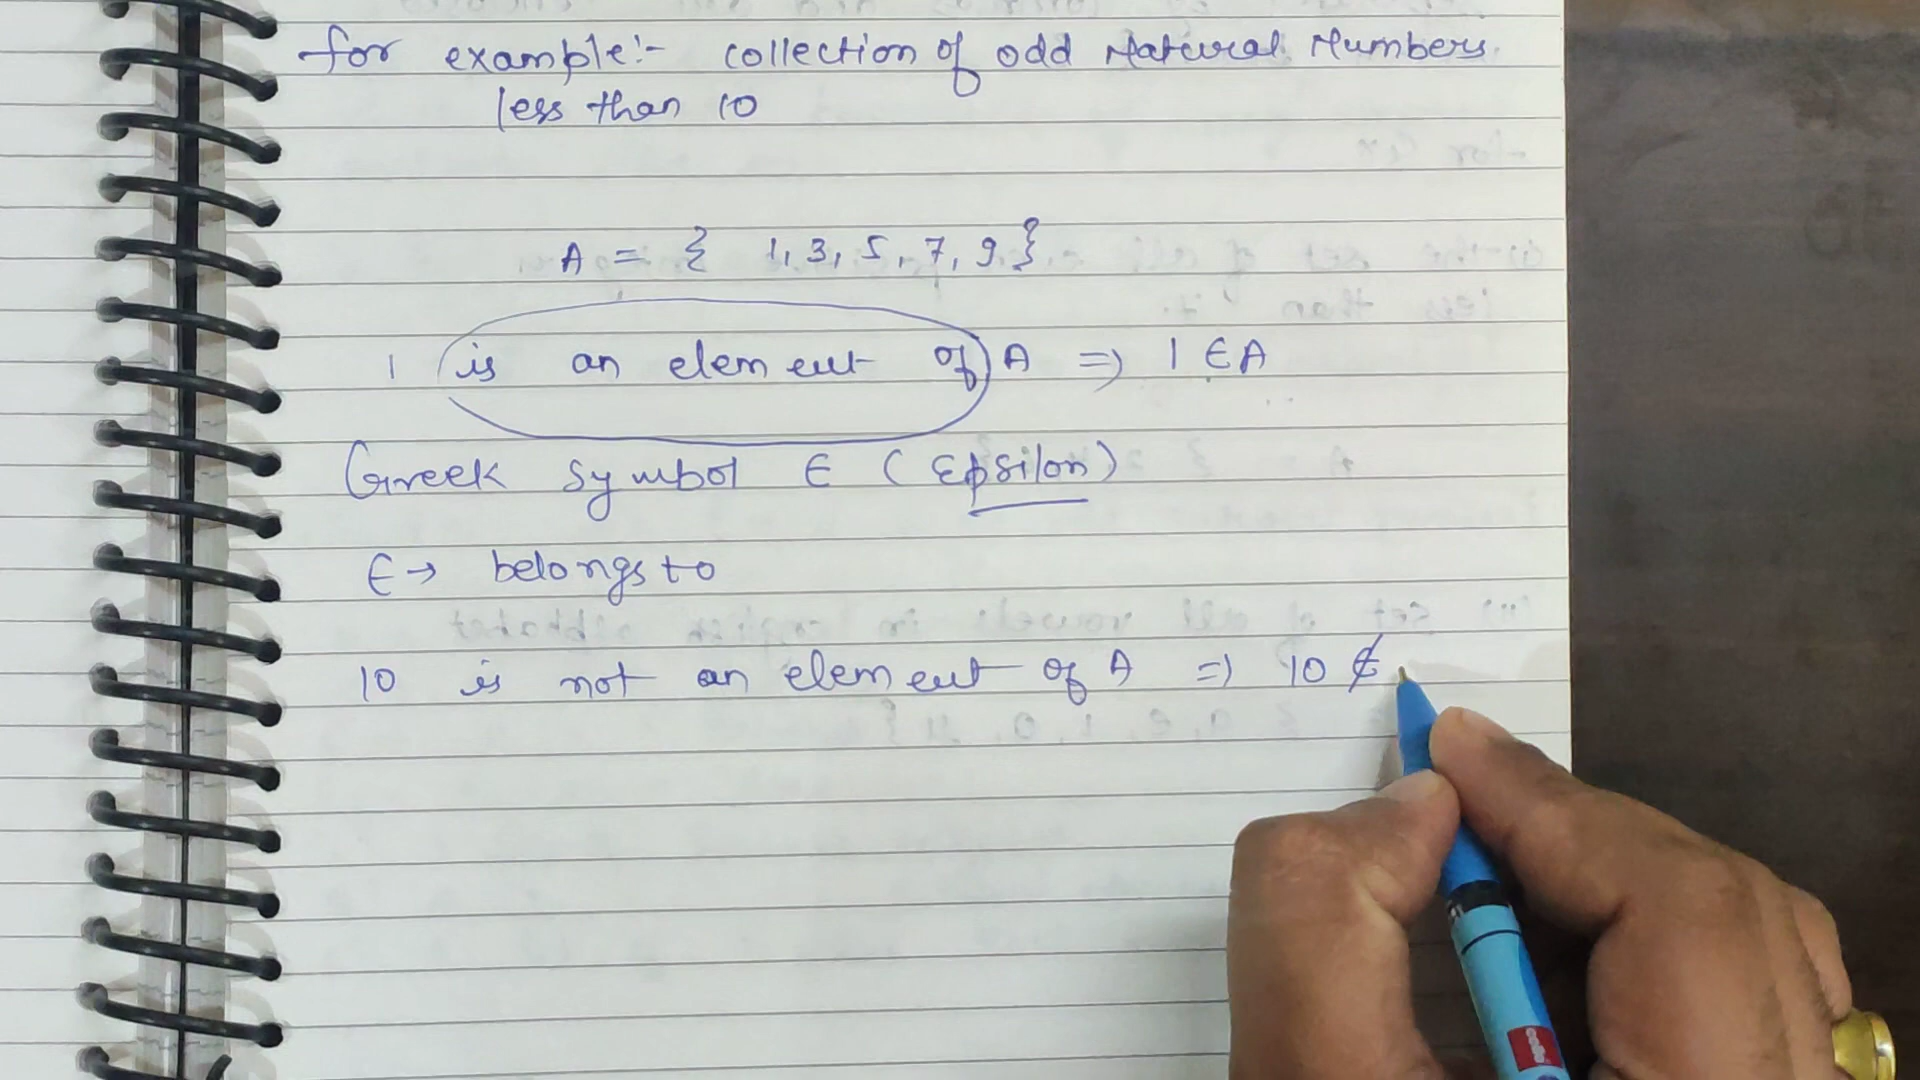 for example:- collection of odd Natural Numbers
less than 10
A = { 1, 3, 5, 7, 9 }
1 is an element of A => 1 ∈ A
Greek symbol ∈ ( Epsilon )
∈ → belongs to
10 is not an element of A => 10 ∉